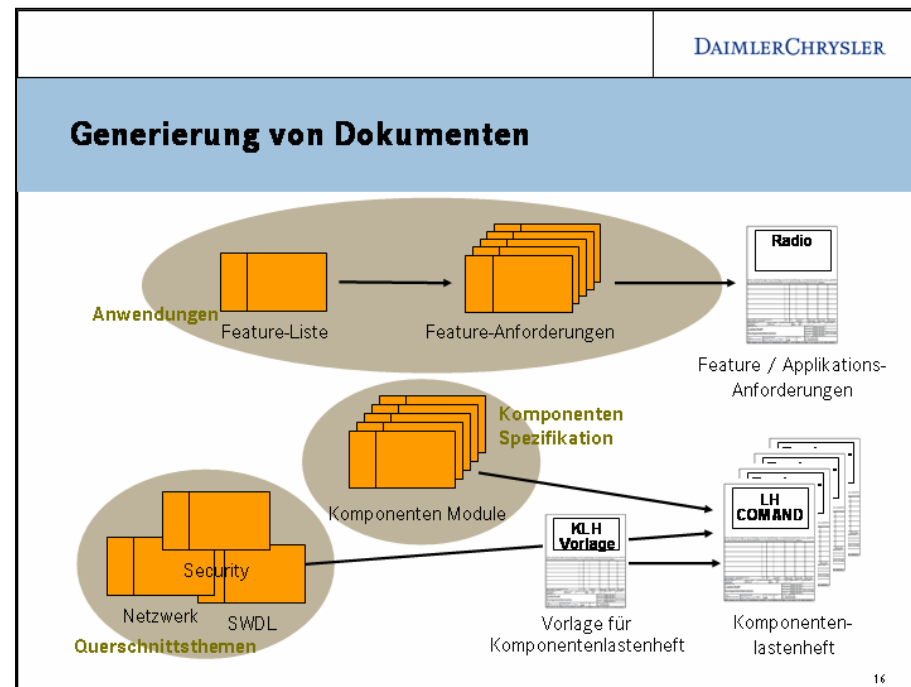 DAIMLERCHRYSLER
Generierung von Dokumenten
Radio
Anwendungen
Feature-Liste
Feature-Anforderungen
Feature / Applikations-
Anforderungen
Komponenten
Spezifikation
Komponenten Module
LH
COMAND
KLH
Vorlage
Security
Netzwerk
SWDL
Querschnittsthemen
Vorlage für
Komponentenlastenheft
Komponenten-
lastenheft
16